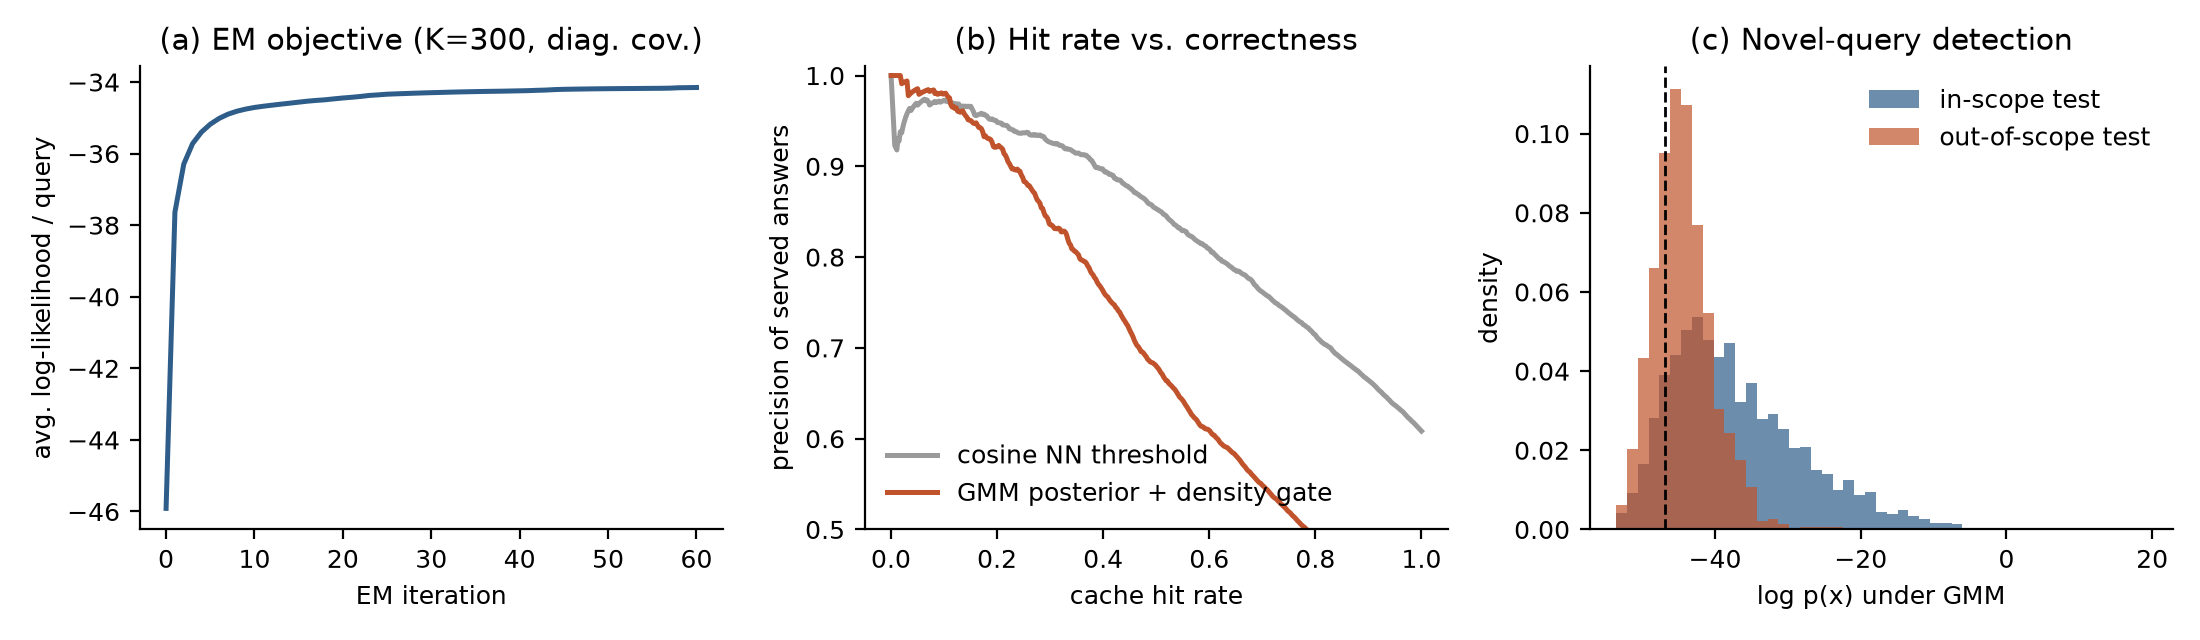 (a) EM objective (K=300, diag. cov.)
avg. log-likelihood / query
−34
−36
−38
−40
−42
−44
−46
0 10 20 30 40 50 60
EM iteration
(b) Hit rate vs. correctness
precision of served answers
1.0
0.9
0.8
0.7
0.6
0.5
cosine NN threshold
GMM posterior + density gate
0.0 0.2 0.4 0.6 0.8 1.0
cache hit rate
(c) Novel-query detection
density
0.10
0.08
0.06
0.04
0.02
0.00
in-scope test
out-of-scope test
−40 −20 0 20
log p(x) under GMM